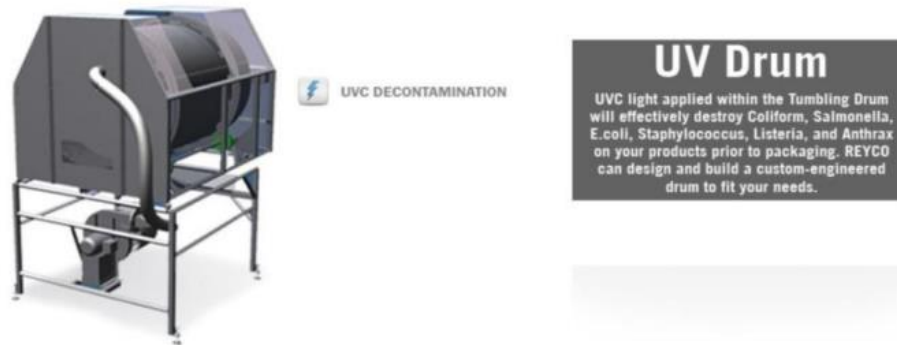 UVC DECONTAMINATION
UV Drum
UVC light applied within the Tumbling Drum
will effectively destroy Coliform, Salmonella,
E.coli, Staphylococcus, Listeria, and Anthrax
on your products prior to packaging. REYCO
can design and build a custom-engineered
drum to fit your needs.